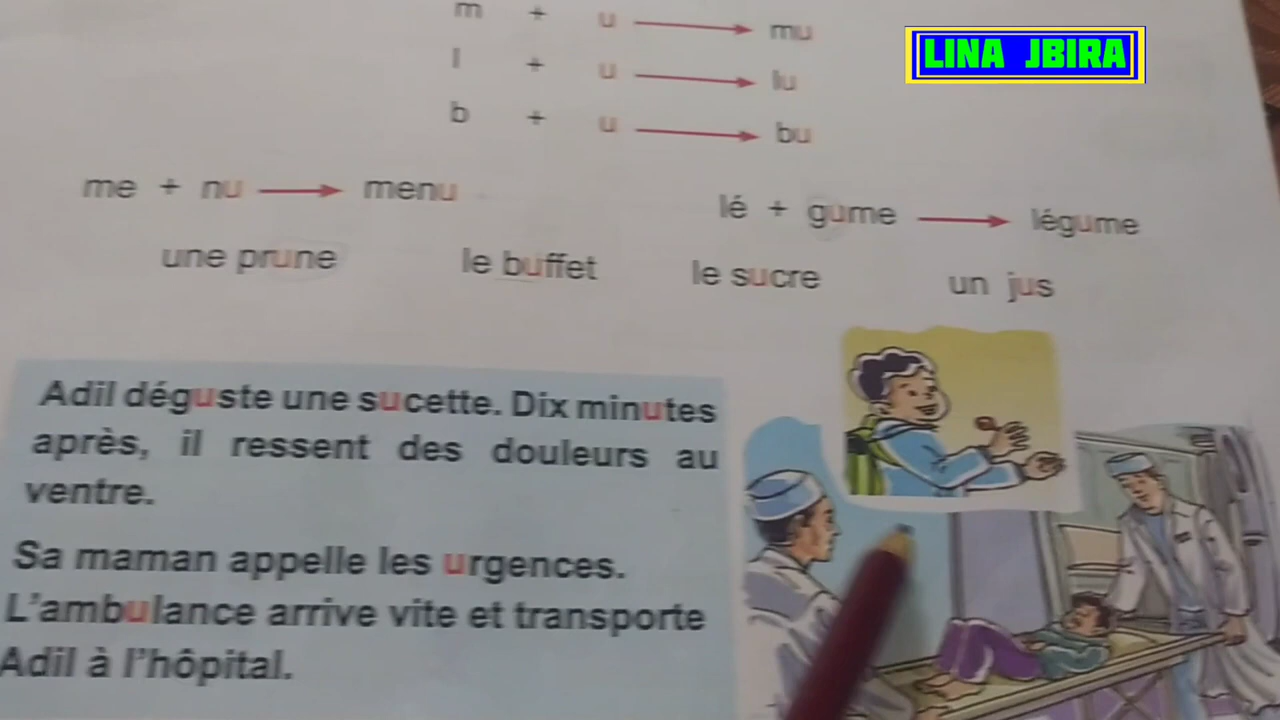 LINA JBIRA
m + u → mu
l + u → lu
b + u → bu
me + nu → menu
lé + gume → légume
une prune le buffet le sucre un jus
Adil déguste une sucette. Dix minutes
après, il ressent des douleurs au
ventre.
Sa maman appelle les urgences.
L'ambulance arrive vite et transporte
Adil à l'hôpital.